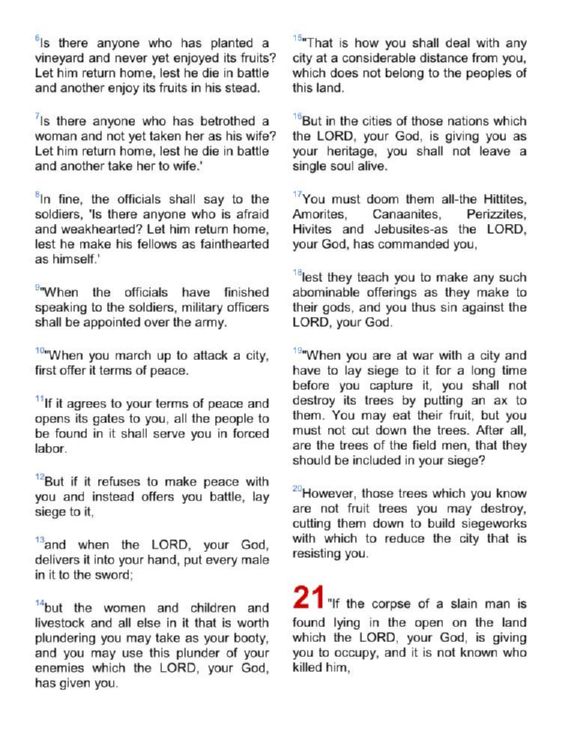 6Is there anyone who has planted a
vineyard and never yet enjoyed its fruits?
Let him return home, lest he die in battle
and another enjoy its fruits in his stead.
7Is there anyone who has betrothed a
woman and not yet taken her as his wife?
Let him return home, lest he die in battle
and another take her to wife.'
8In fine, the officials shall say to the
soldiers, 'Is there anyone who is afraid
and weakhearted? Let him return home,
lest he make his fellows as fainthearted
as himself.'
9"When the officials have finished
speaking to the soldiers, military officers
shall be appointed over the army.
10"When you march up to attack a city,
first offer it terms of peace.
11If it agrees to your terms of peace and
opens its gates to you, all the people to
be found in it shall serve you in forced
labor.
12But if it refuses to make peace with
you and instead offers you battle, lay
siege to it,
13and when the LORD, your God,
delivers it into your hand, put every male
in it to the sword;
14but the women and children and
livestock and all else in it that is worth
plundering you may take as your booty,
and you may use this plunder of your
enemies which the LORD, your God,
has given you.
15"That is how you shall deal with any
city at a considerable distance from you,
which does not belong to the peoples of
this land.
16But in the cities of those nations which
the LORD, your God, is giving you as
your heritage, you shall not leave a
single soul alive.
17You must doom them all-the Hittites,
Amorites, Canaanites, Perizzites,
Hivites and Jebusites-as the LORD,
your God, has commanded you,
18lest they teach you to make any such
abominable offerings as they make to
their gods, and you thus sin against the
LORD, your God.
19"When you are at war with a city and
have to lay siege to it for a long time
before you capture it, you shall not
destroy its trees by putting an ax to
them. You may eat their fruit, but you
must not cut down the trees. After all,
are the trees of the field men, that they
should be included in your siege?
20However, those trees which you know
are not fruit trees you may destroy,
cutting them down to build siegeworks
with which to reduce the city that is
resisting you.
21 "If the corpse of a slain man is
found lying in the open on the land
which the LORD, your God, is giving
you to occupy, and it is not known who
killed him,